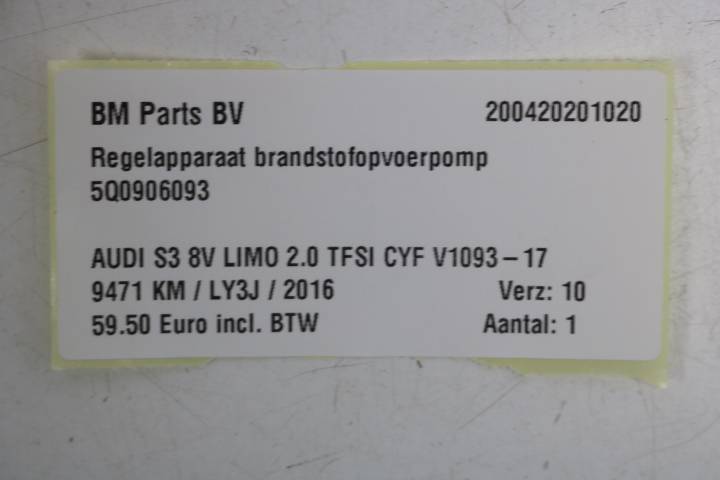 BM Parts BV 200420201020
Regelapparaat brandstofopvoerpomp
5Q0906093
AUDI S3 8V LIMO 2.0 TFSI CYF V1093-17
9471 KM / LY3J / 2016 Verz: 10
59.50 Euro incl. BTW Aantal: 1